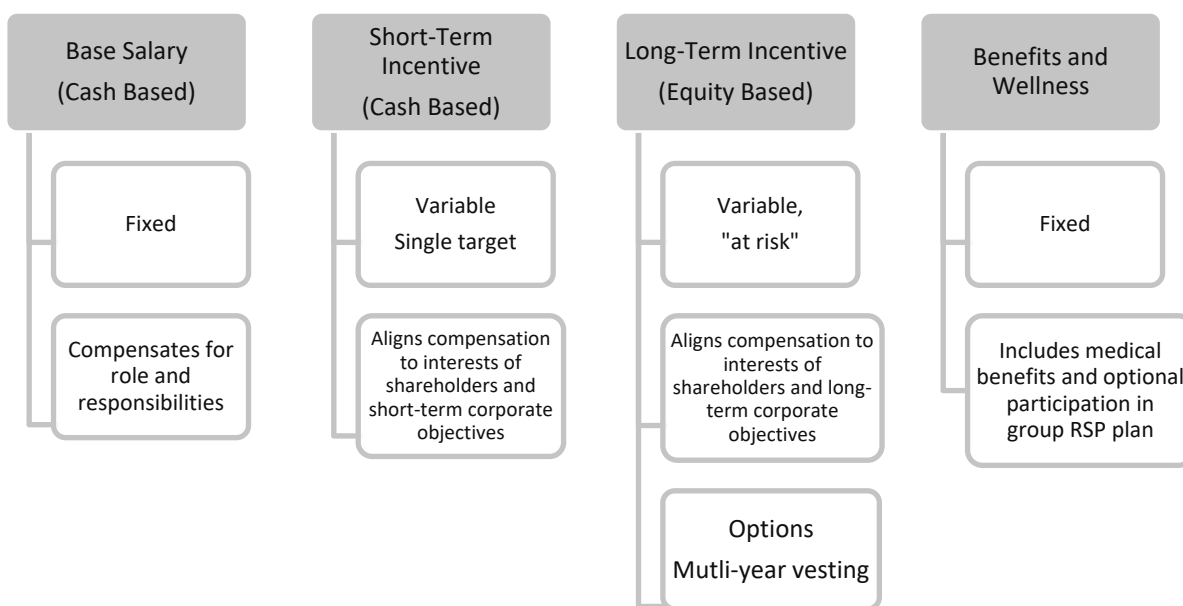 Base Salary
(Cash Based)
Fixed
Compensates for
role and
responsibilities
Short-Term
Incentive
(Cash Based)
Variable
Single target
Aligns compensation
to interests of
shareholders and
short-term corporate
objectives
Long-Term Incentive
(Equity Based)
Variable,
"at risk"
Aligns compensation to
interests of
shareholders and long-
term corporate
objectives
Options
Mutli-year vesting
Benefits and
Wellness
Fixed
Includes medical
benefits and optional
participation in
group RSP plan